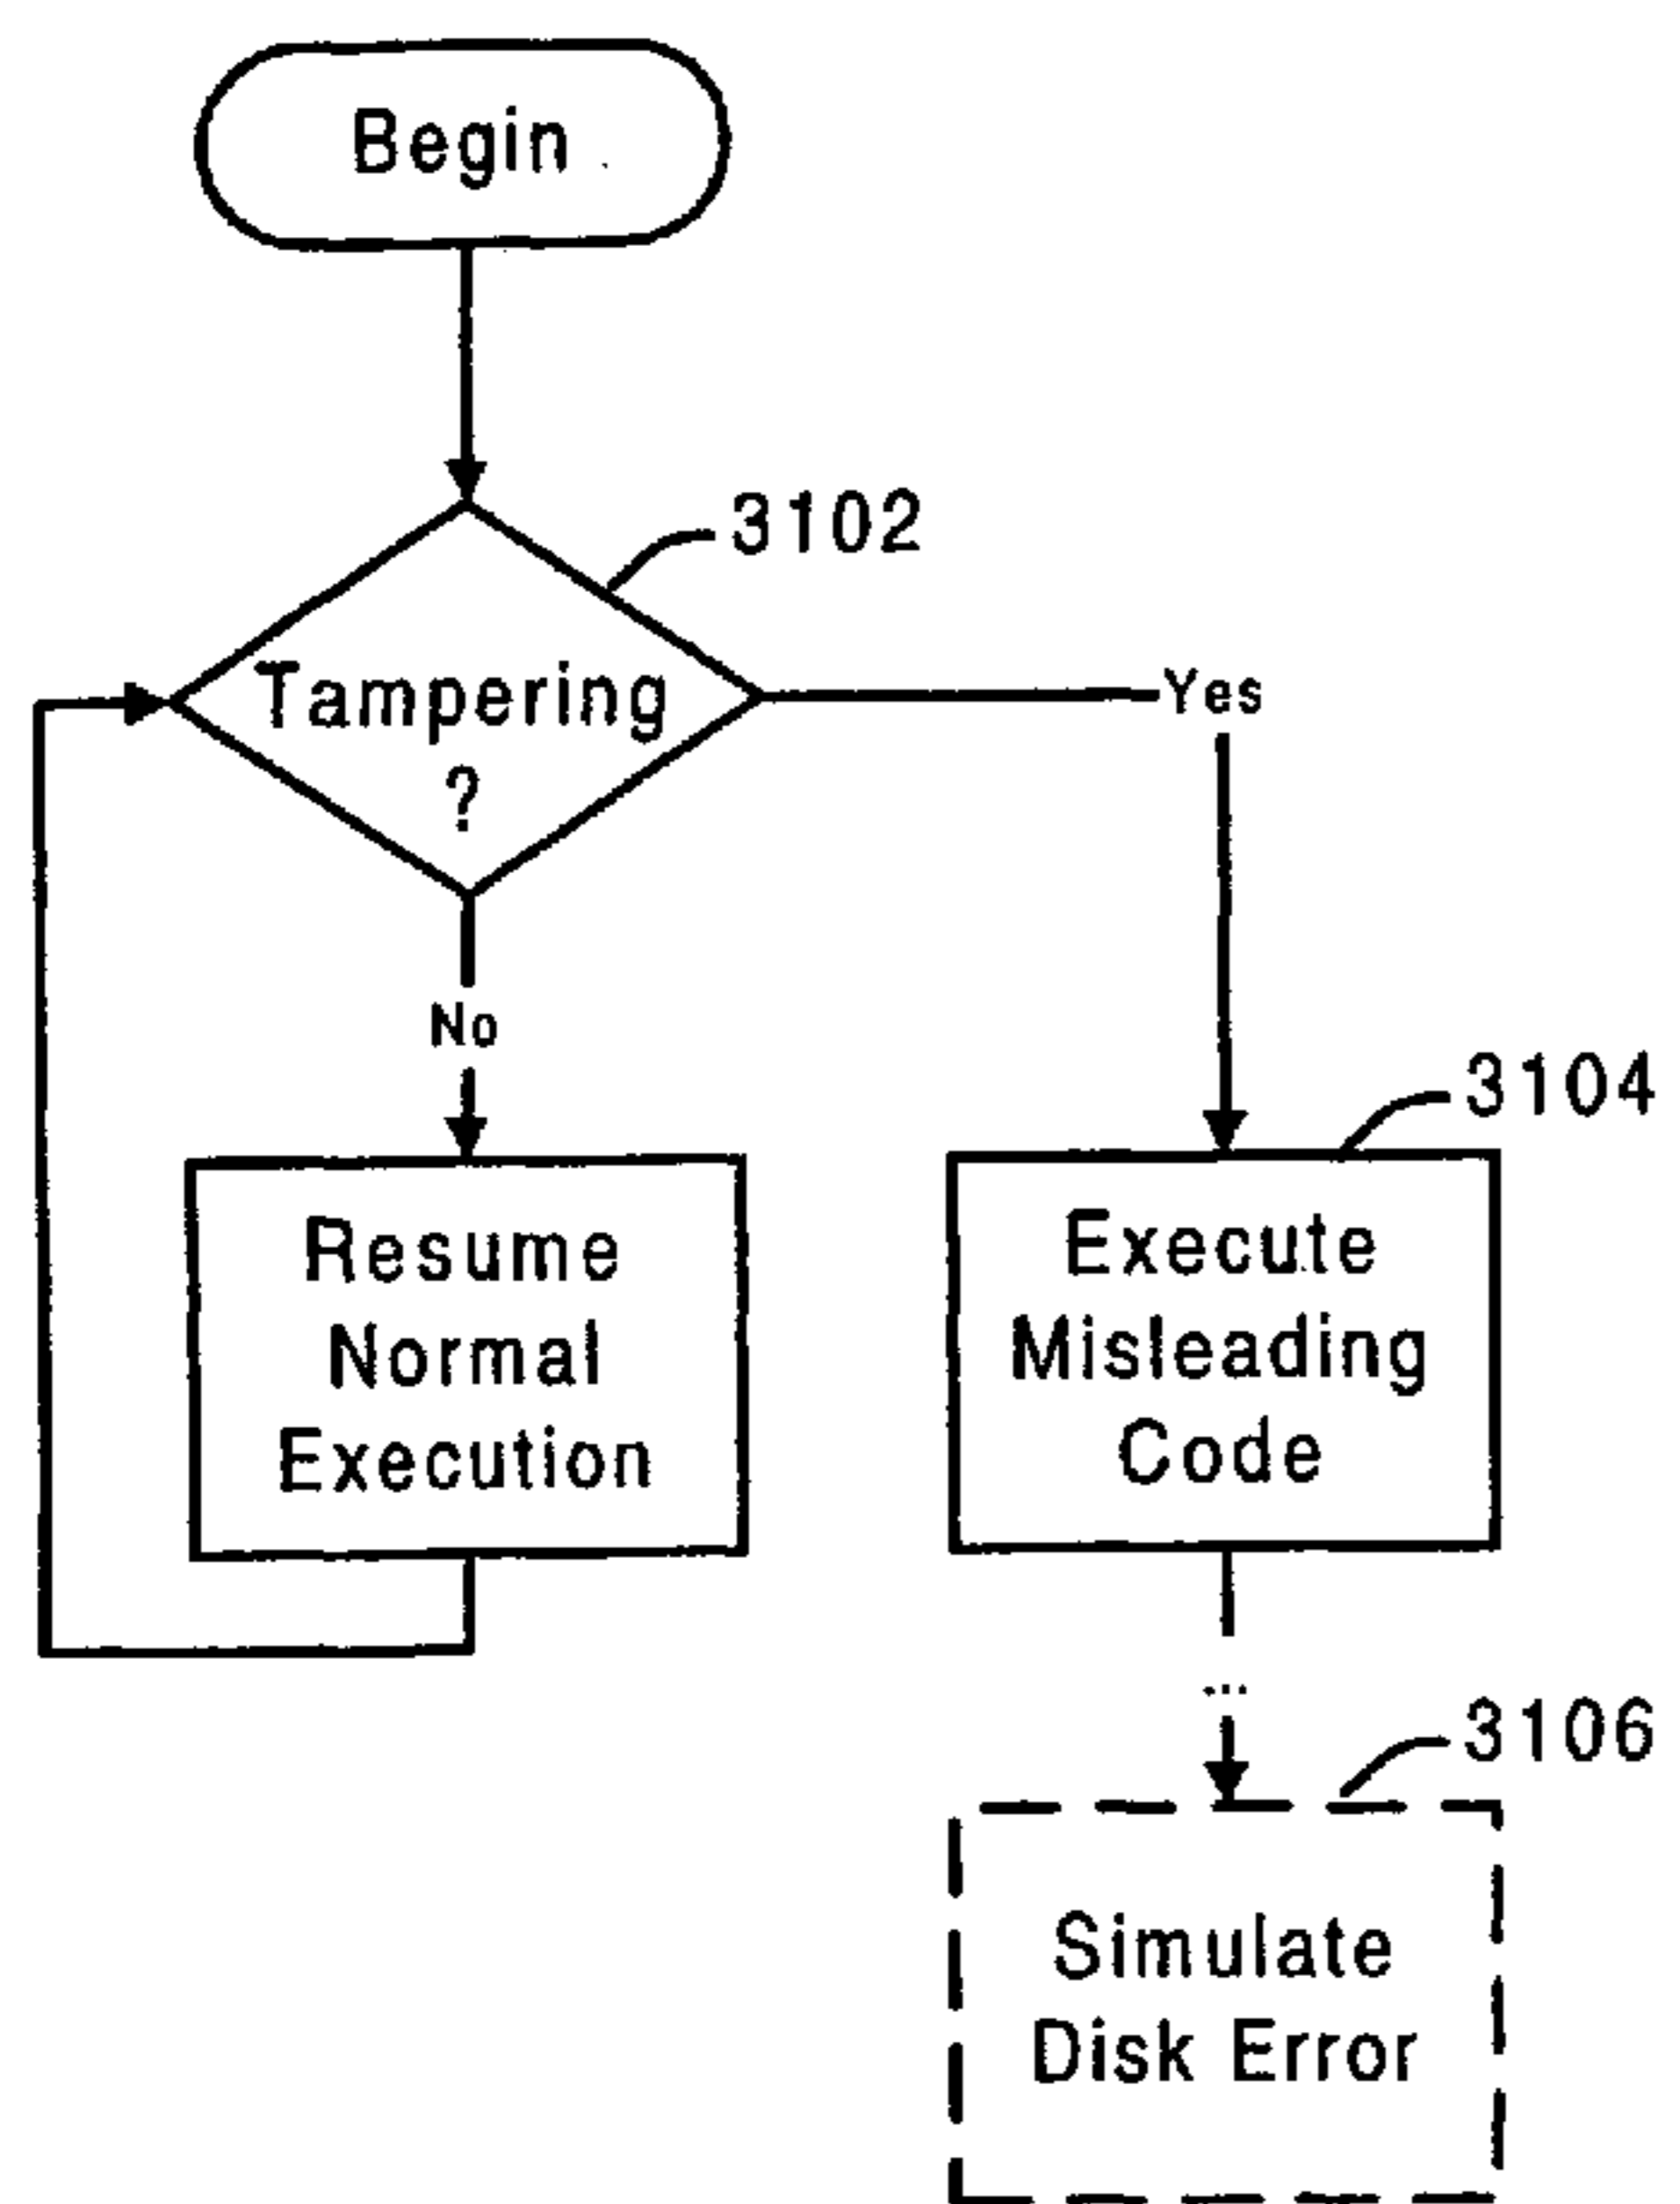 Begin
3102
Tampering
?
Yes
No
3104
Resume
Normal
Execution
Execute
Misleading
Code
3106
Simulate
Disk Error